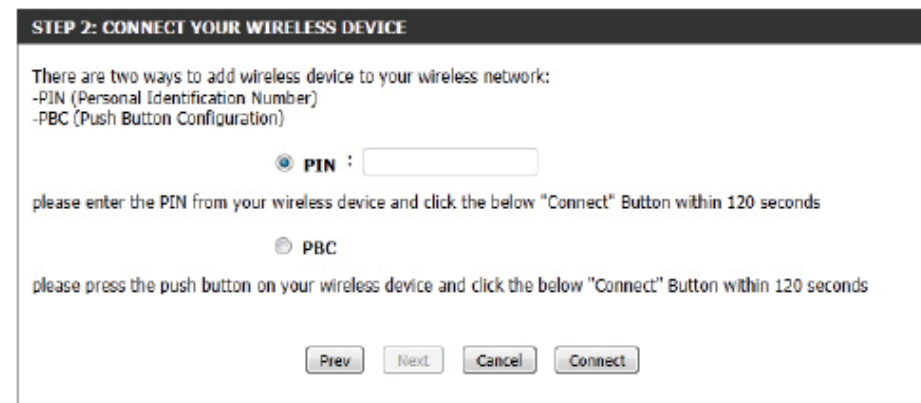 STEP 2: CONNECT YOUR WIRELESS DEVICE
There are two ways to add wireless device to your wireless network:
-PIN (Personal Identification Number)
-PBC (Push Button Configuration)
PIN :
please enter the PIN from your wireless device and click the below "Connect" Button within 120 seconds
PBC
please press the push button on your wireless device and click the below "Connect" Button within 120 seconds
Prev Next Cancel Connect